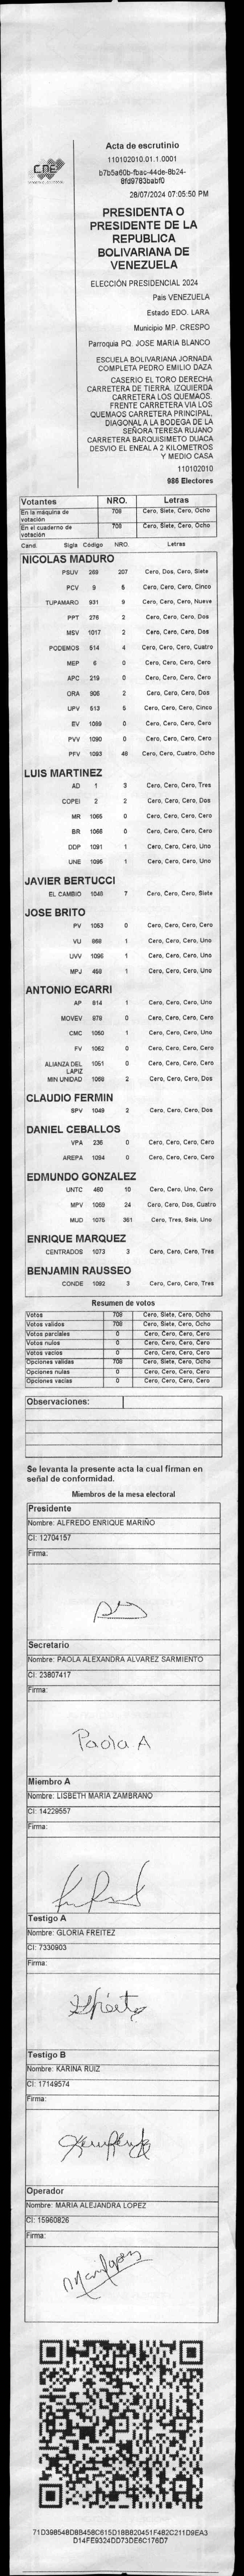 CNE
Acta de escrutinio
110102010.01.1.0001
b7b5a60b-fbac-44de-8b24-
8fd9783babf0
28/07/2024 07:05:50 PM
PRESIDENTA O
PRESIDENTE DE LA
REPUBLICA
BOLIVARIANA DE
VENEZUELA
ELECCIÓN PRESIDENCIAL 2024
Pais VENEZUELA
Estado EDO. LARA
Municipio MP. CRESPO
Parroquia PQ. JOSE MARIA BLANCO
ESCUELA BOLIVARIANA JORNADA
COMPLETA PEDRO EMILIO DAZA
CASERIO EL TORO DERECHA
CARRETERA DE TIERRA. IZQUIERDA
CARRETERA LOS QUEMAOS.
FRENTE CARRETERA VIA LOS
QUEMAOS CARRETERA PRINCIPAL,
DIAGONAL A LA BODEGA DE LA
SEÑORA TERESA RUJANO
CARRETERA BARQUISIMETO DUACA
DESVIO EL ENEAL A 2 KILOMETROS
Y MEDIO CASA
110102010
986 Electores
Votantes NRO. Letras
En la máquina de votación 708 Cero, Siete, Cero, Ocho
En el cuaderno de votación 708 Cero, Siete, Cero, Ocho
Cand. Sigla Código NRO. Letras
NICOLAS MADURO
PSUV 269 207 Cero, Dos, Cero, Siete
PCV 9 5 Cero, Cero, Cero, Cinco
TUPAMARO 931 9 Cero, Cero, Cero, Nueve
PPT 276 2 Cero, Cero, Cero, Dos
MSV 1017 2 Cero, Cero, Cero, Dos
PODEMOS 514 4 Cero, Cero, Cero, Cuatro
MEP 6 0 Cero, Cero, Cero, Cero
APC 219 0 Cero, Cero, Cero, Cero
ORA 906 2 Cero, Cero, Cero, Dos
UPV 513 5 Cero, Cero, Cero, Cinco
EV 1089 0 Cero, Cero, Cero, Cero
PVV 1090 0 Cero, Cero, Cero, Cero
PFV 1093 48 Cero, Cero, Cuatro, Ocho
LUIS MARTINEZ
AD 1 3 Cero, Cero, Cero, Tres
COPEI 2 2 Cero, Cero, Cero, Dos
MR 1065 0 Cero, Cero, Cero, Cero
BR 1066 0 Cero, Cero, Cero, Cero
DDP 1091 1 Cero, Cero, Cero, Uno
UNE 1095 1 Cero, Cero, Cero, Uno
JAVIER BERTUCCI
EL CAMBIO 1048 7 Cero, Cero, Cero, Siete
JOSE BRITO
PV 1053 0 Cero, Cero, Cero, Cero
VU 868 1 Cero, Cero, Cero, Uno
UVV 1096 1 Cero, Cero, Cero, Uno
MPJ 459 1 Cero, Cero, Cero, Uno
ANTONIO ECARRI
AP 814 1 Cero, Cero, Cero, Uno
MOVEV 979 0 Cero, Cero, Cero, Cero
CMC 1050 1 Cero, Cero, Cero, Uno
FV 1062 0 Cero, Cero, Cero, Cero
ALIANZA DEL LAPIZ 1051 0 Cero, Cero, Cero, Cero
MIN UNIDAD 1068 2 Cero, Cero, Cero, Dos
CLAUDIO FERMIN
SPV 1049 2 Cero, Cero, Cero, Dos
DANIEL CEBALLOS
VPA 236 0 Cero, Cero, Cero, Cero
AREPA 1094 0 Cero, Cero, Cero, Cero
EDMUNDO GONZALEZ
UNTC 460 10 Cero, Cero, Uno, Cero
MPV 1069 24 Cero, Cero, Dos, Cuatro
MUD 1075 361 Cero, Tres, Seis, Uno
ENRIQUE MARQUEZ
CENTRADOS 1073 3 Cero, Cero, Cero, Tres
BENJAMIN RAUSSEO
CONDE 1092 3 Cero, Cero, Cero, Tres
Resumen de votos
Votos 708 Cero, Siete, Cero, Ocho
Votos validos 708 Cero, Siete, Cero, Ocho
Votos parciales 0 Cero, Cero, Cero, Cero
Votos nulos 0 Cero, Cero, Cero, Cero
Votos vacios 0 Cero, Cero, Cero, Cero
Opciones validas 708 Cero, Siete, Cero, Ocho
Opciones nulas 0 Cero, Cero, Cero, Cero
Opciones vacias 0 Cero, Cero, Cero, Cero
Observaciones:
Se levanta la presente acta la cual firman en
señal de conformidad.
Miembros de la mesa electoral
Presidente
Nombre: ALFREDO ENRIQUE MARIÑO
CI: 12704157
Firma:
Secretario
Nombre: PAOLA ALEXANDRA ALVAREZ SARMIENTO
CI: 23807417
Firma:
Paola A
Miembro A
Nombre: LISBETH MARIA ZAMBRANO
CI: 14229557
Firma:
Testigo A
Nombre: GLORIA FREITEZ
CI: 7330903
Firma:
Testigo B
Nombre: KARINA RUIZ
CI: 17149574
Firma:
Operador
Nombre: MARIA ALEJANDRA LOPEZ
CI: 15960826
Firma:
71D398548D8B458C615D18B820451F482C211D9EA3
D14FE9324DD73DE6C176D7